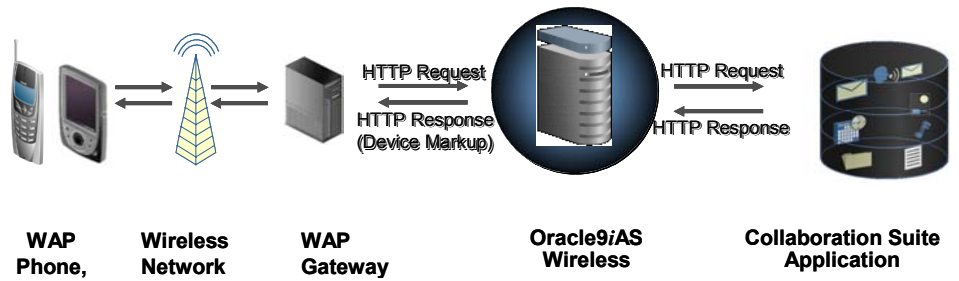 HTTP Request
HTTP Response
(Device Markup)
HTTP Request
HTTP Response
WAP
Phone,
Wireless
Network
WAP
Gateway
Oracle9iAS
Wireless
Collaboration Suite
Application